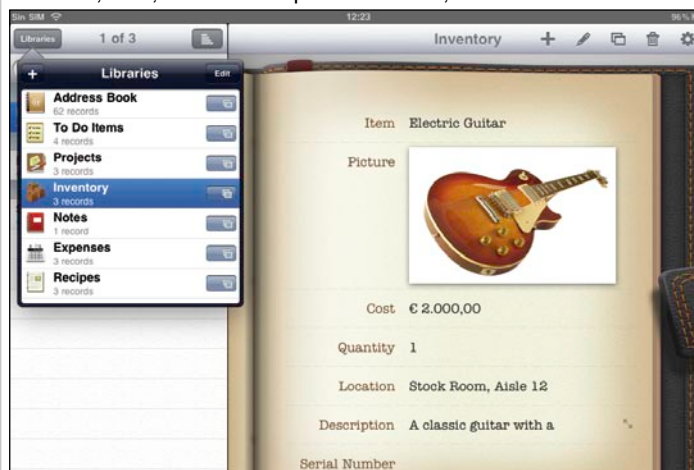 Sin SIM
12:23
96%
Libraries
1 of 3
Inventory
Libraries
Edit
Address Book
62 records
To Do Items
4 records
Projects
3 records
Inventory
3 records
Notes
1 record
Expenses
3 records
Recipes
3 records
Item Electric Guitar
Picture
Cost € 2.000,00
Quantity 1
Location Stock Room, Aisle 12
Description A classic guitar with a
Serial Number